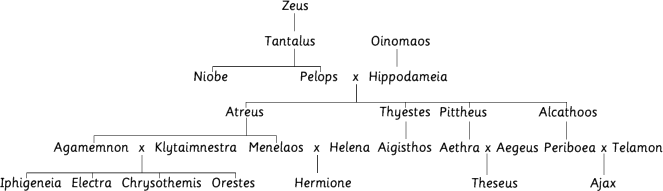 Zeus
Tantalus Oinomaos
Niobe Pelops x Hippodameia
Atreus Thyestes Pittheus Alcathoos
Agamemnon x Klytaimnestra Menelaos x Helena Aigisthos Aethra x Aegeus Periboea x Telamon
Iphigeneia Electra Chrysothemis Orestes Hermione Theseus Ajax